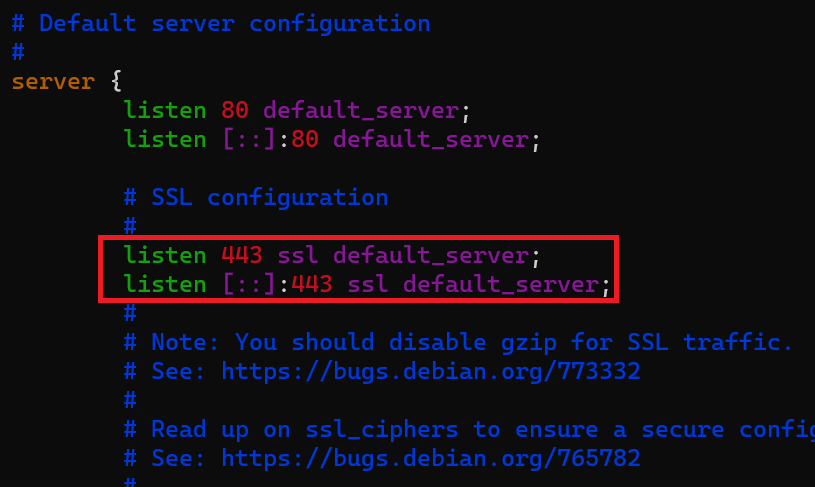 # Default server configuration
#
server {
listen 80 default_server;
listen [::]:80 default_server;
# SSL configuration
#
listen 443 ssl default_server;
listen [::]:443 ssl default_server;
#
# Note: You should disable gzip for SSL traffic.
# See: https://bugs.debian.org/773332
#
# Read up on ssl_ciphers to ensure a secure
# See: https://bugs.debian.org/765782
#